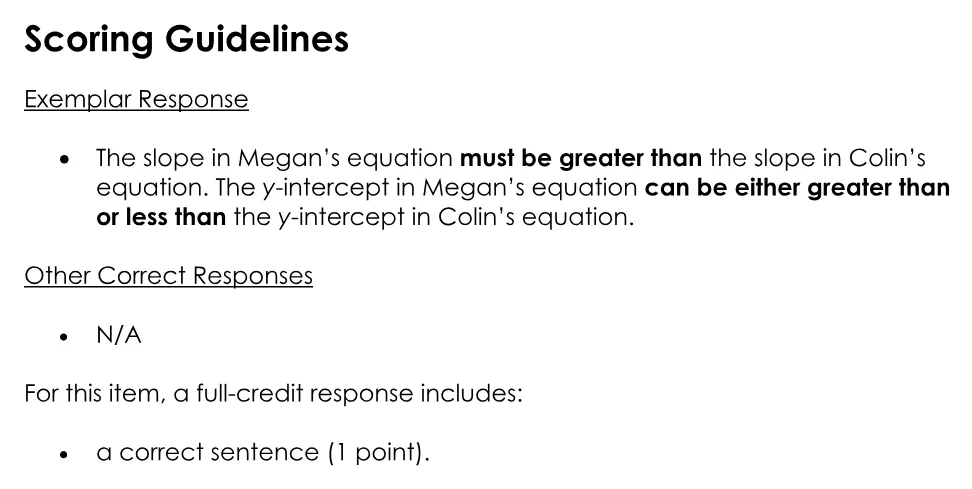 Scoring Guidelines
Exemplar Response
• The slope in Megan’s equation must be greater than the slope in Colin’s
equation. The y-intercept in Megan’s equation can be either greater than
or less than the y-intercept in Colin’s equation.
Other Correct Responses
• N/A
For this item, a full-credit response includes:
• a correct sentence (1 point).